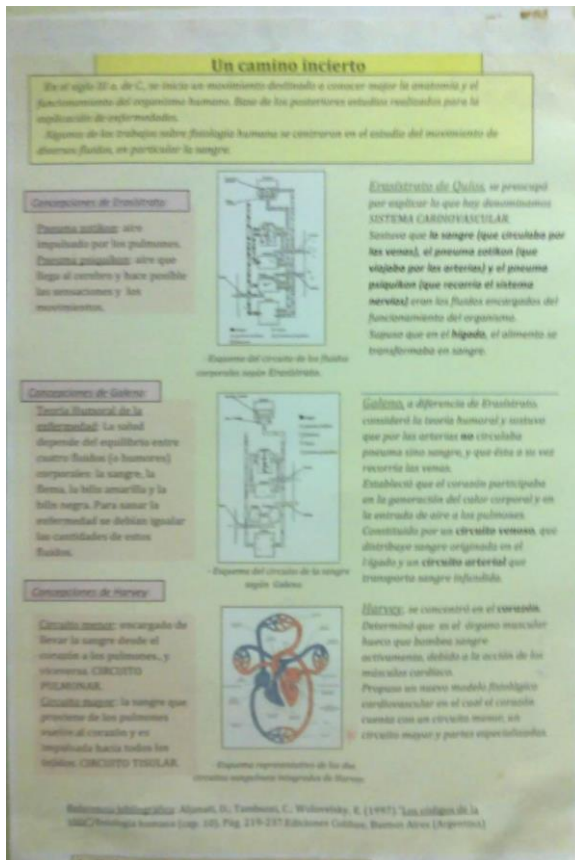 Un camino incierto
En el siglo III a. de C., se inicia un movimiento destinado a conocer mejor la anatomía y el
funcionamiento del organismo humano. Base de los posteriores estudios realizados para la
explicación de enfermedades.
Algunos de los trabajos sobre fisiología humana se centraron en el estudio del movimiento de
diversos fluidos, en particular la sangre.
Concepciones de Erasístrato
Pneuma zotikon: aire
impulsado por los pulmones.
Pneuma psiquikon: aire que
llega al cerebro y hace posible
las sensaciones y los
movimientos.
- Esquema del circuito de los fluidos
corporales según Erasístrato.
Erasístrato de Quíos, se preocupó
por explicar lo que hoy denominamos
SISTEMA CARDIOVASCULAR.
Sostuvo que la sangre (que circulaba por
las venas), el pneuma zotikon (que
viajaba por las arterias) y el pneuma
psiquikon (que recorría el sistema
nervioso) eran los fluidos encargados del
funcionamiento del organismo.
Supuso que en el hígado, el alimento se
transformaba en sangre.
Concepciones de Galeno
Teoría Humoral de la
enfermedad: La salud
depende del equilibrio entre
cuatro fluidos (o humores)
corporales: la sangre, la
flema, la bilis amarilla y la
bilis negra. Para sanar la
enfermedad se debían igualar
las cantidades de estos
fluidos.
- Esquema del circuito de la sangre
según Galeno.
Galeno, a diferencia de Erasístrato,
consideró la teoría humoral y sostuvo
que por las arterias no circulaba
pneuma sino sangre, y que ésta a su vez
recorría las venas.
Estableció que el corazón participaba
en la generación del calor corporal y en
la entrada de aire a los pulmones.
Constituido por un circuito venoso, que
distribuye sangre originada en el
hígado y un circuito arterial que
transporta sangre infundida.
Concepciones de Harvey
Circuito menor: encargado de
llevar la sangre desde el
corazón a los pulmones, y
viceversa. CIRCUITO
PULMONAR.
Circuito mayor: la sangre que
proviene de los pulmones
vuelve al corazón y es
impulsada hacia todos los
tejidos. CIRCUITO TISULAR.
- Esquema representativo de los dos
circuitos sanguíneos integrados de Harvey.
Harvey, se concentró en el corazón.
Determinó que es el órgano muscular
hueco que bombea sangre
activamente, debido a la acción de los
músculos cardíaco.
Propuso un nuevo modelo fisiológico
cardiovascular en el cual el corazón
cuenta con un circuito menor, un
circuito mayor y partes especializadas.
Referencia bibliográfica: D.; C.; E. (1997). "Los códigos de la
humana (cap. 10). Pág. 219-237. Ediciones Colihue, Buenos Aires (Argentina)